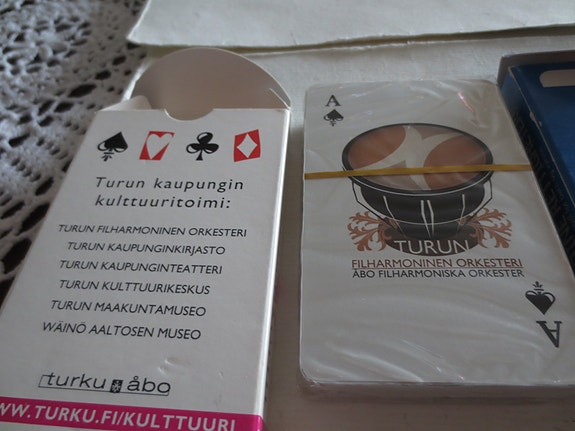 Turun kaupungin
kulttuuritoimi:
TURUN FILHARMONINEN ORKESTERI
TURUN KAUPUNGINKIRJASTO
TURUN KAUPUNGINTEATTERI
TURUN KULTTUURIKESKUS
TURUN MAAKUNTAMUSEO
WÄINÖ AALTOSEN MUSEO
turku åbo
WWW.TURKU.FI/KULTTUURI
A
TURUN
FILHARMONINEN ORKESTERI
ÅBO FILHARMONISKA ORKESTER
A